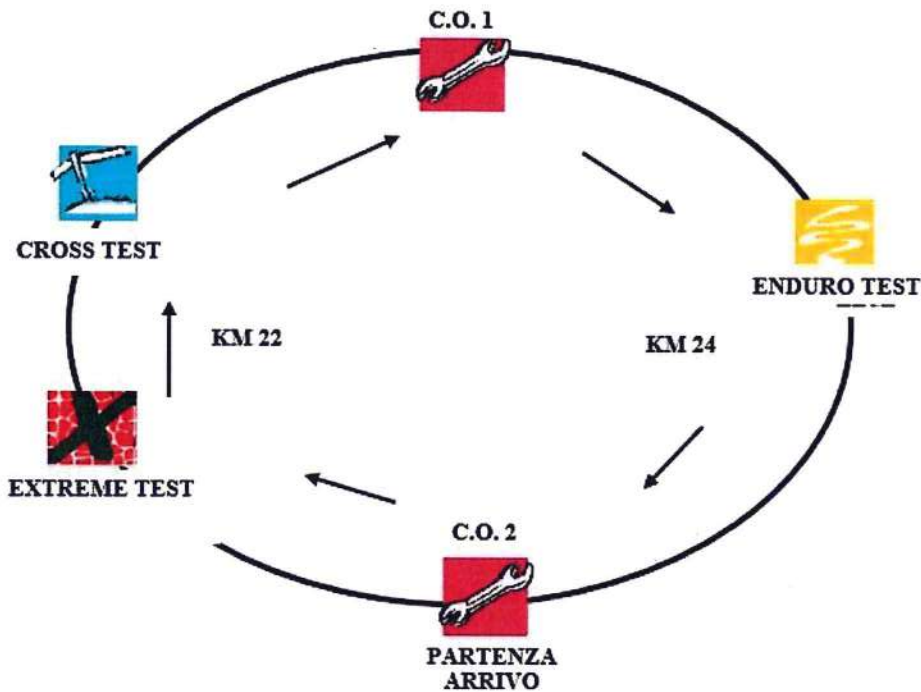 C.O. 1
CROSS TEST
ENDURO TEST
KM 22
KM 24
EXTREME TEST
C.O. 2
PARTENZA
ARRIVO